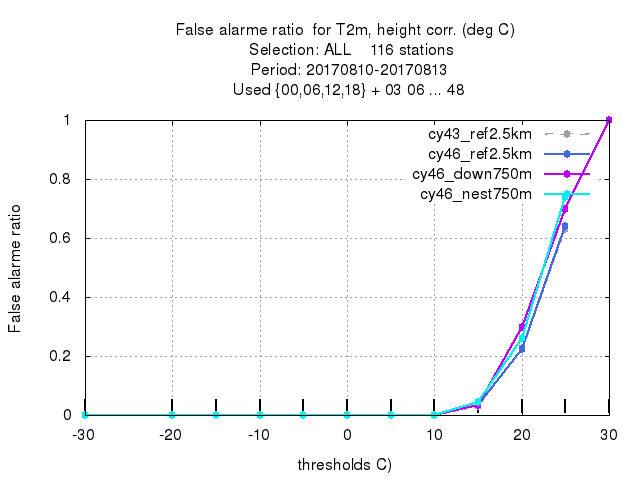 False alarme ratio  for T2m, height corr. (deg C)
Selection: ALL    116 stations
Period: 20170810-20170813
Used {00,06,12,18} + 03 06 ... 48
cy43_ref2.5km
cy46_ref2.5km
cy46_down750m
cy46_nest750m
False alarme ratio
1
0.8
0.6
0.4
0.2
0
-30 -20 -10 0 10 20 30
thresholds C)